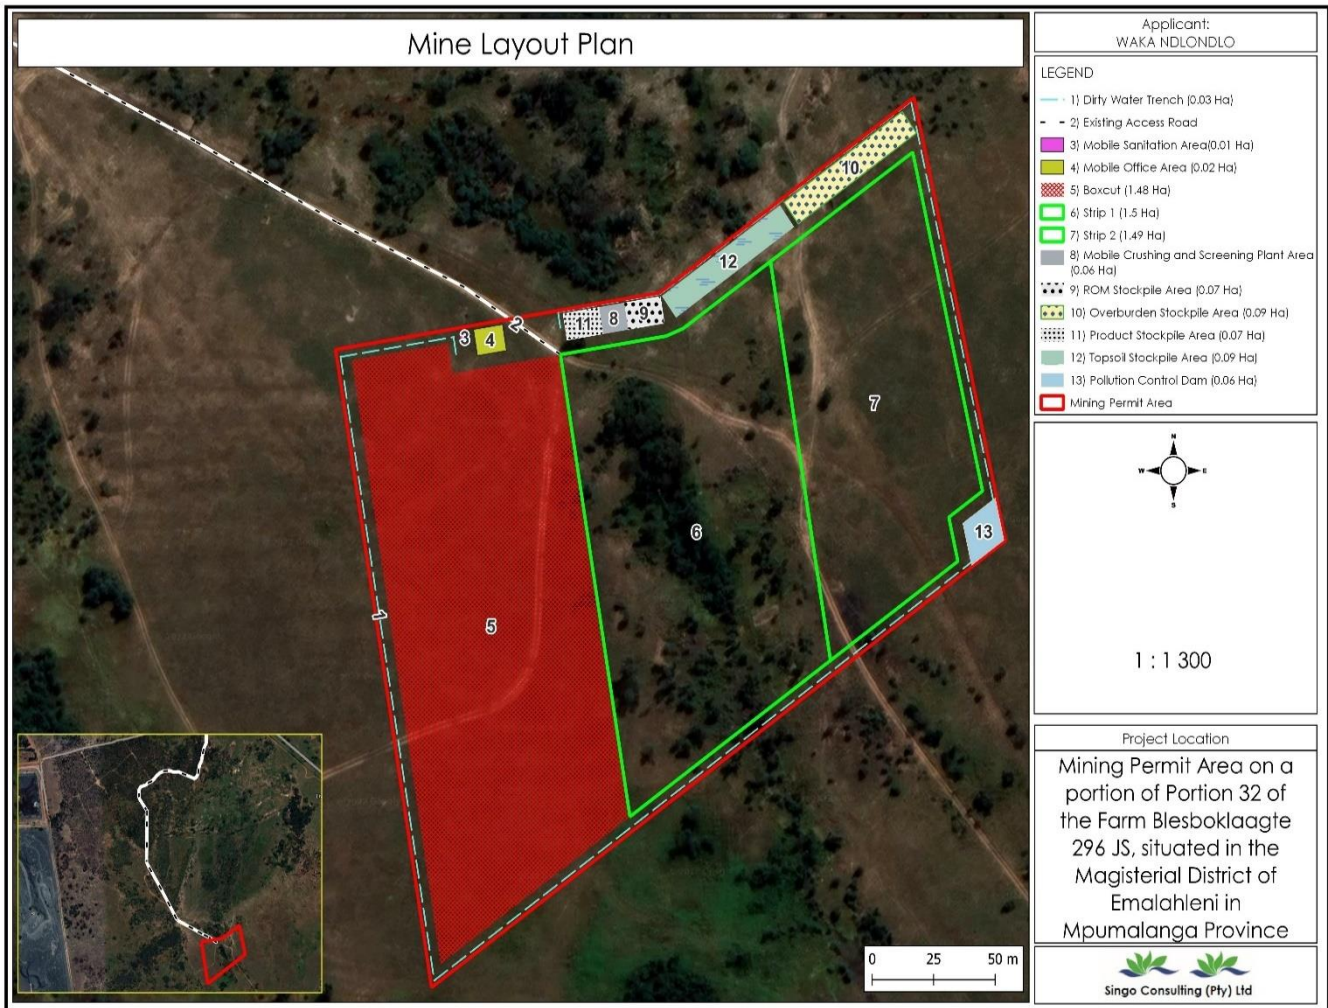 Mine Layout Plan
Applicant:
WAKA NDLONDLO
LEGEND
1) Dirty Water Trench (0.03 Ha)
2) Existing Access Road
3) Mobile Sanitation Area(0.01 Ha)
4) Mobile Office Area (0.02 Ha)
5) Boxcut (1.48 Ha)
6) Strip 1 (1.5 Ha)
7) Strip 2 (1.49 Ha)
8) Mobile Crushing and Screening Plant Area
(0.06 Ha)
9) ROM Stockpile Area (0.07 Ha)
10) Overburden Stockpile Area (0.09 Ha)
11) Product Stockpile Area (0.07 Ha)
12) Topsoil Stockpile Area (0.09 Ha)
13) Pollution Control Dam (0.06 Ha)
Mining Permit Area
10
12
11
8
9
2
3
4
7
6
13
1
5
N
W
E
S
1 : 1 300
0 25 50 m
Project Location
Mining Permit Area on a
portion of Portion 32 of
the Farm Blesboklaagte
296 JS, situated in the
Magisterial District of
Emalahleni in
Mpumalanga Province
Singo Consulting (Pty) Ltd